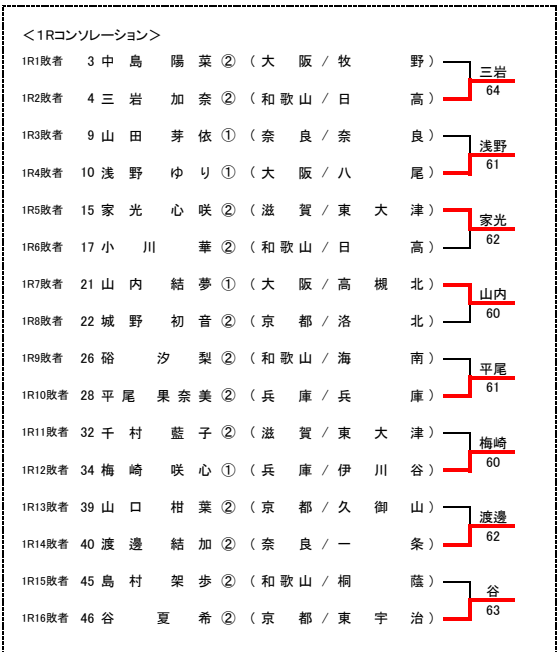 ＜1Rコンソレーション＞
1R1敗者 3 中島 陽菜 ② （大阪/牧野）
三岩
64
1R2敗者 4 三岩 加奈 ② （和歌山/日高）
1R3敗者 9 山田 芽依 ① （奈良/奈良）
浅野
61
1R4敗者 10 浅野 ゆり ① （大阪/八尾）
1R5敗者 15 家光 心咲 ② （滋賀/東大津）
家光
62
1R6敗者 17 小川 華 ② （和歌山/日高）
1R7敗者 21 山内 結夢 ① （大阪/高槻北）
山内
60
1R8敗者 22 城野 初音 ② （京都/洛北）
1R9敗者 26 硲 汐梨 ② （和歌山/海南）
平尾
61
1R10敗者 28 平尾 果奈美 ② （兵庫/兵庫）
1R11敗者 32 千村 藍子 ② （滋賀/東大津）
梅崎
60
1R12敗者 34 梅崎 咲心 ① （兵庫/伊川谷）
1R13敗者 39 山口 柑菜 ② （京都/久御山）
渡邊
62
1R14敗者 40 渡邊 結加 ② （奈良/一条）
1R15敗者 45 島村 架歩 ② （和歌山/桐蔭）
谷
63
1R16敗者 46 谷 夏希 ② （京都/東宇治）